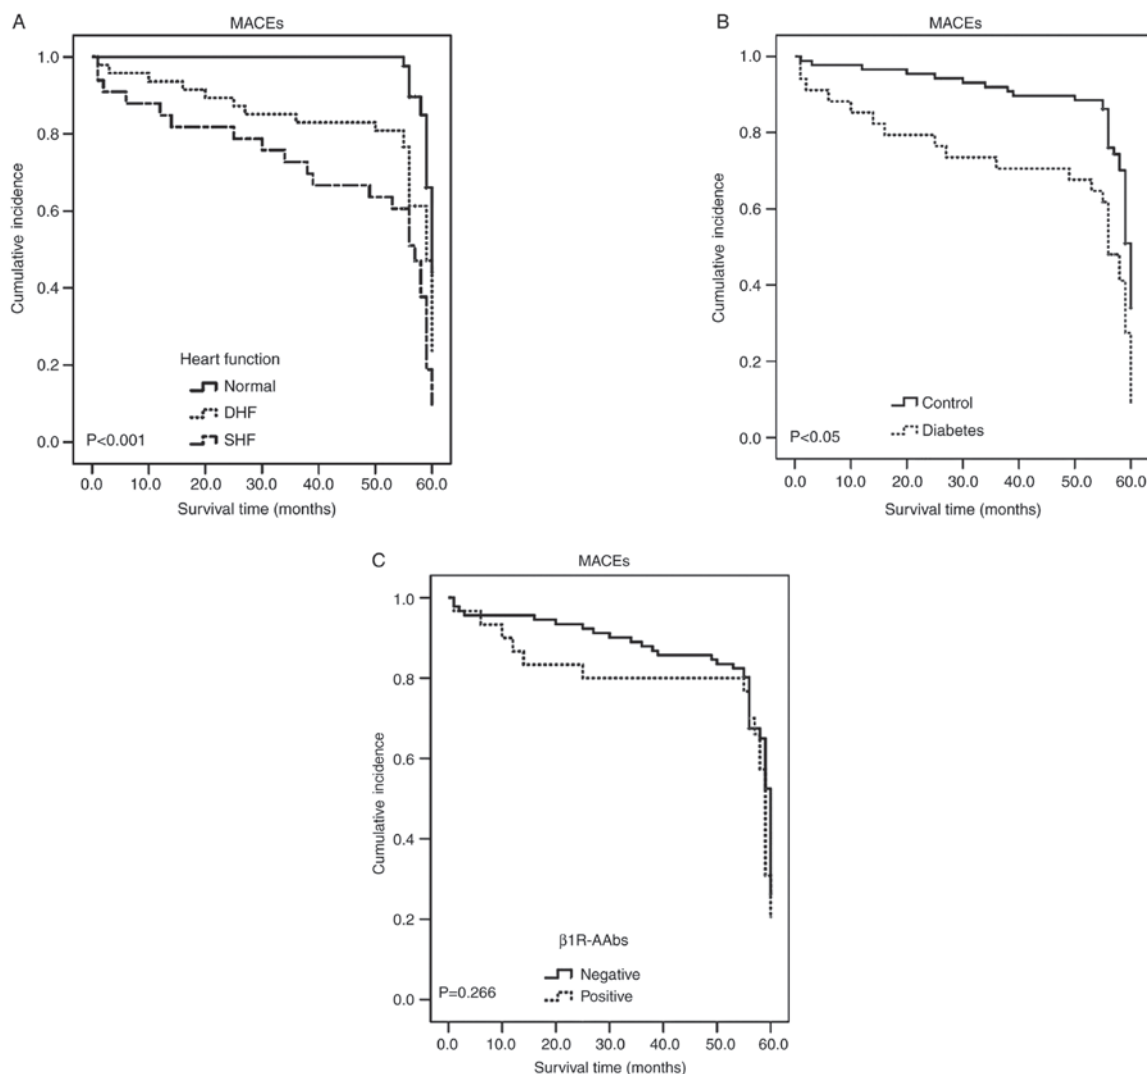 A
MACEs
Cumulative incidence
1.0
0.8
0.6
0.4
0.2
0.0
Heart function
Normal
DHF
SHF
P<0.001
0.0 10.0 20.0 30.0 40.0 50.0 60.0
Survival time (months)
B
MACEs
Cumulative incidence
1.0
0.8
0.6
0.4
0.2
0.0
Control
Diabetes
P<0.05
0.0 10.0 20.0 30.0 40.0 50.0 60.0
Survival time (months)
C
MACEs
Cumulative incidence
1.0
0.8
0.6
0.4
0.2
0.0
β1R-AAbs
Negative
Positive
P=0.266
0.0 10.0 20.0 30.0 40.0 50.0 60.0
Survival time (months)